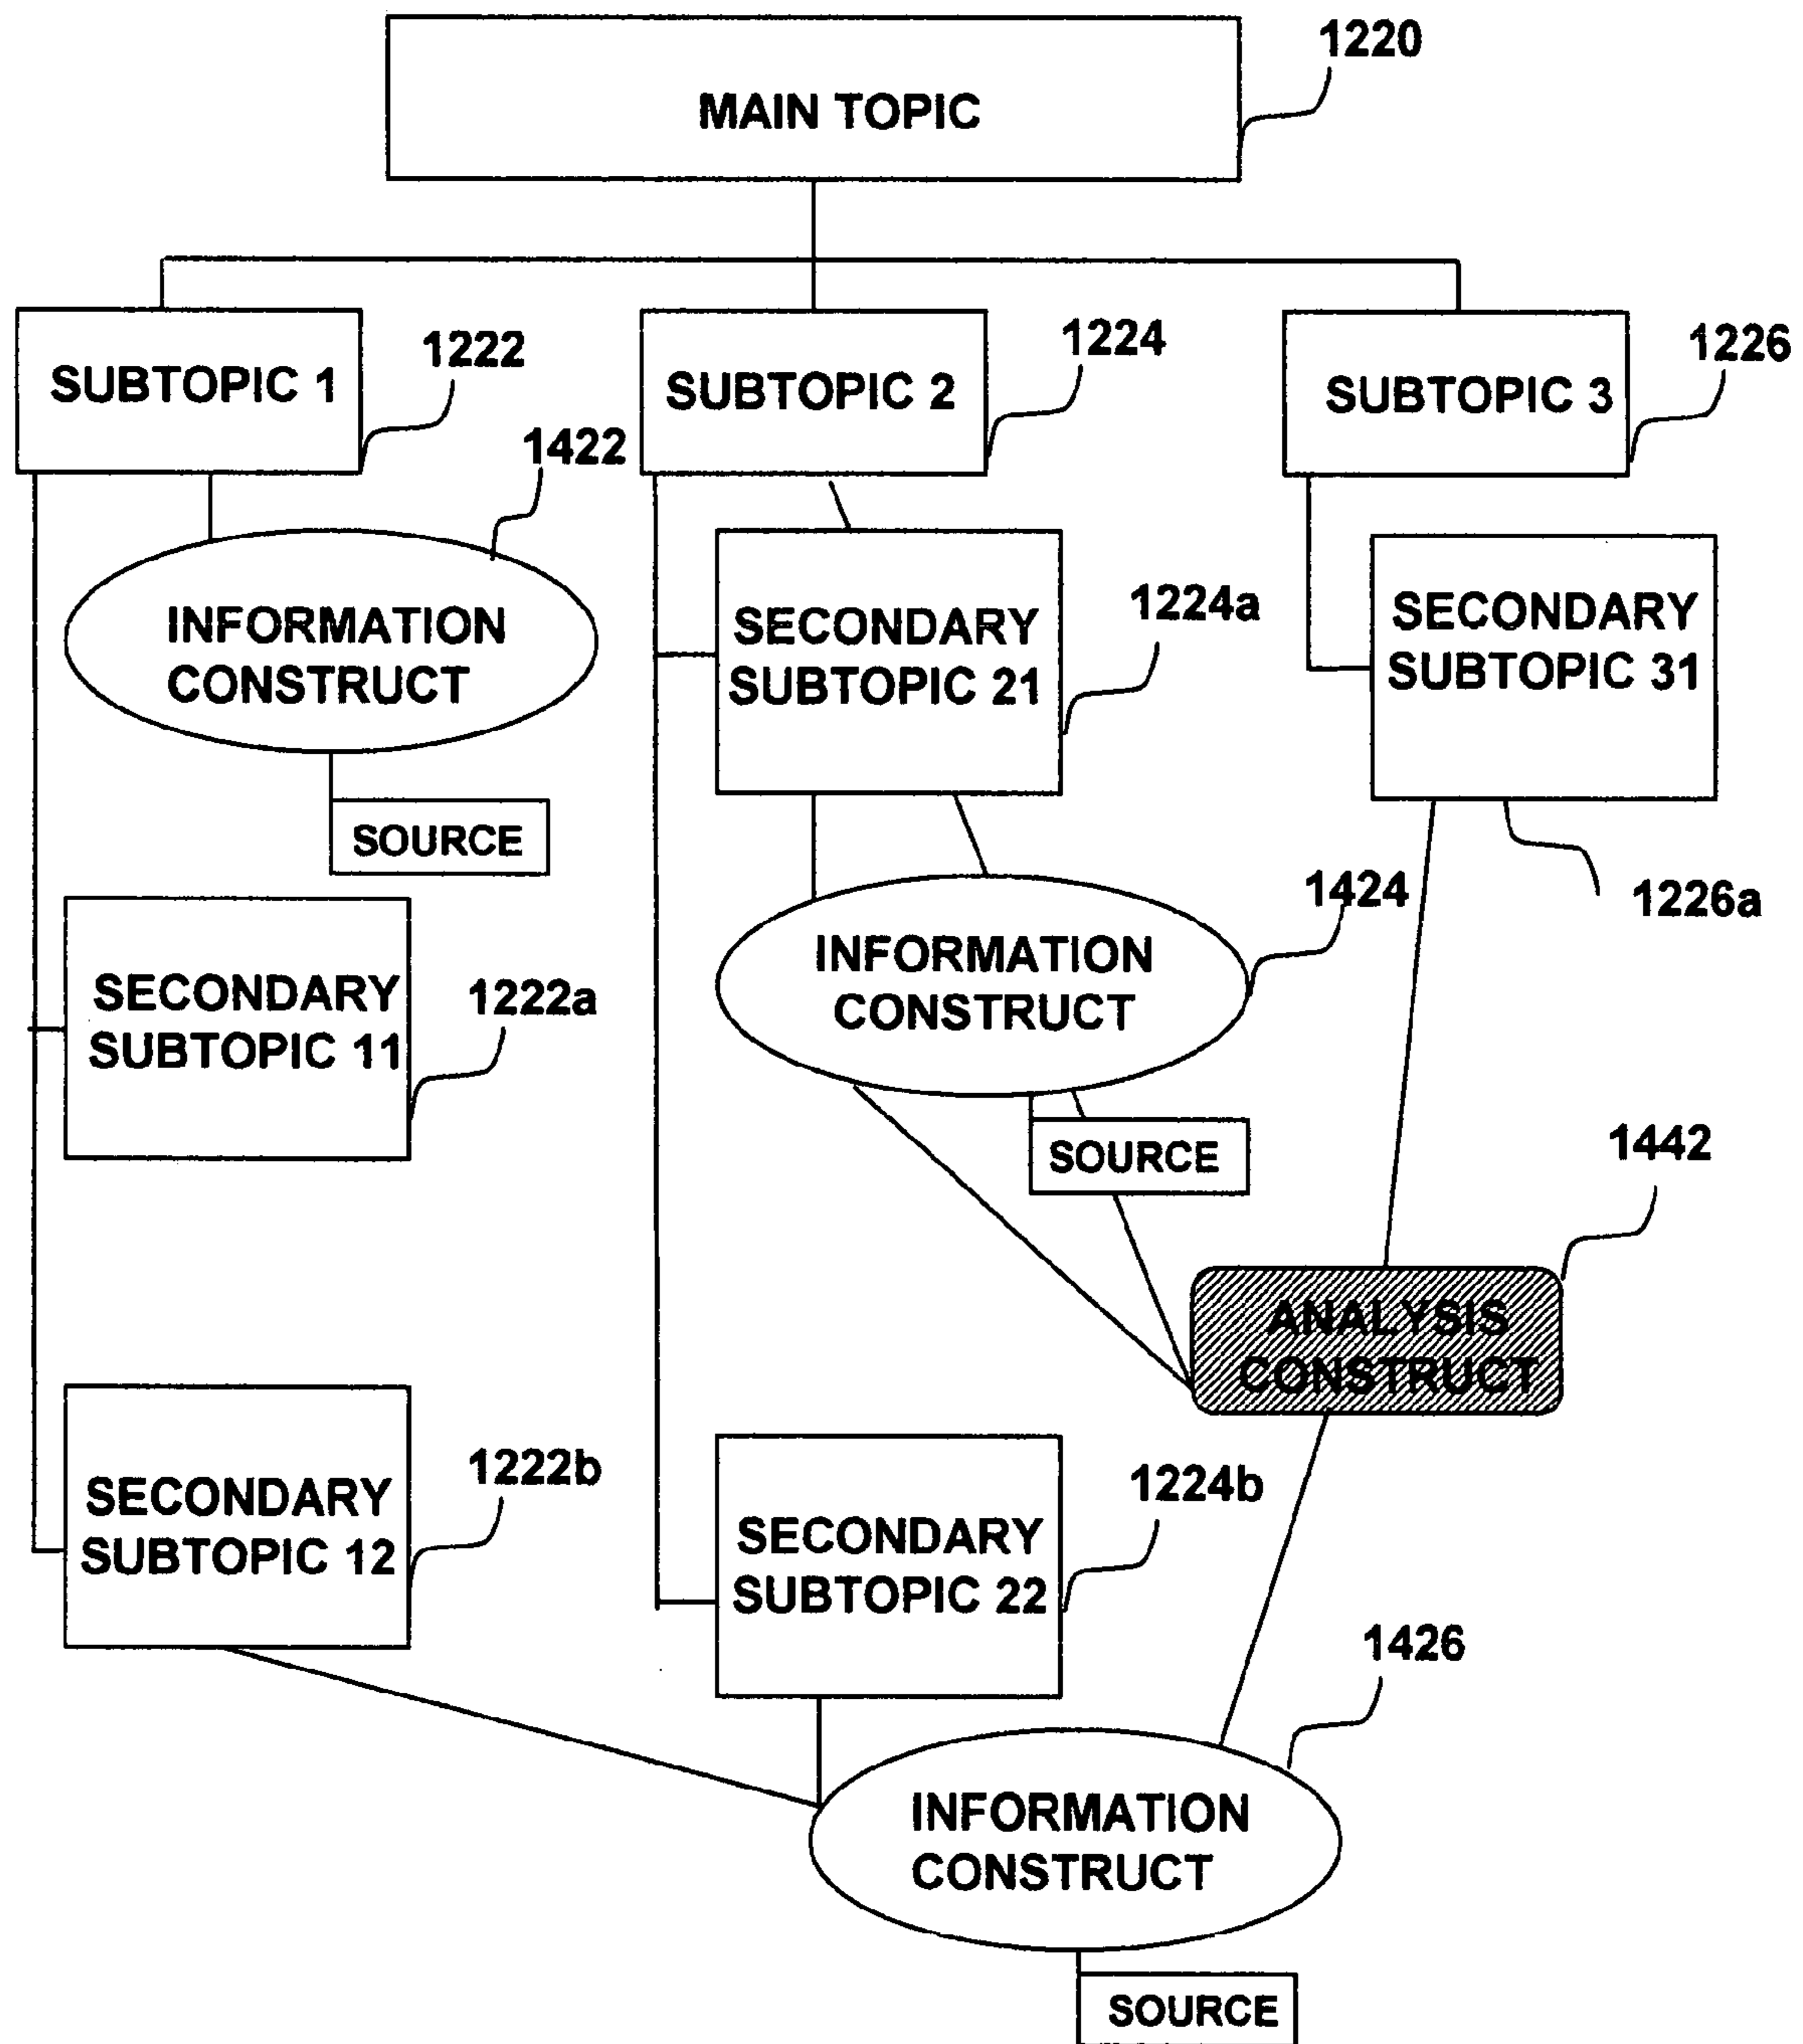 1220
MAIN TOPIC
SUBTOPIC 1
1222
SUBTOPIC 2
1224
SUBTOPIC 3
1226
1422
INFORMATION
CONSTRUCT
SOURCE
SECONDARY
SUBTOPIC 21
1224a
SECONDARY
SUBTOPIC 31
1226a
INFORMATION
CONSTRUCT
1424
SOURCE
SECONDARY
SUBTOPIC 11
1222a
1442
ANALYSIS
CONSTRUCT
SECONDARY
SUBTOPIC 12
1222b
SECONDARY
SUBTOPIC 22
1224b
1426
INFORMATION
CONSTRUCT
SOURCE